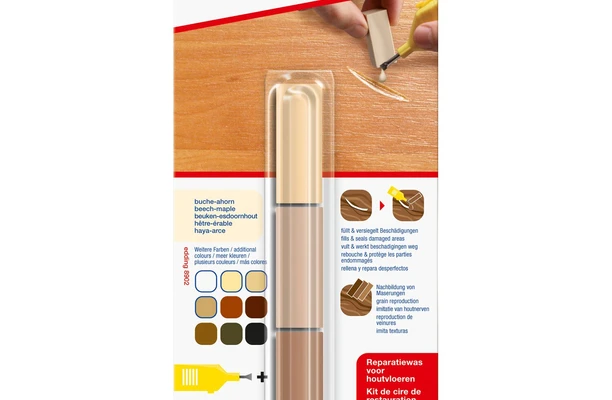 buche-ahorn
beech-maple
beuken-esdoornhout
hêtre-érable
haya-arce
Weitere Farben / additional
colours / meer kleuren /
plusieurs couleurs / más colores
edding 8902
füllt & versiegelt Beschädigungen
fills & seals damaged areas
vult & werkt beschadigingen weg
rebouche & protège les parties
endommagés
rellena y repara desperfectos
Nachbildung von
Maserungen
grain reproduction
imitatie van houtnerven
reproduction de
veinures
imita texturas
Reparatiewas
voor
houtvloeren
Kit de cire de
restauration